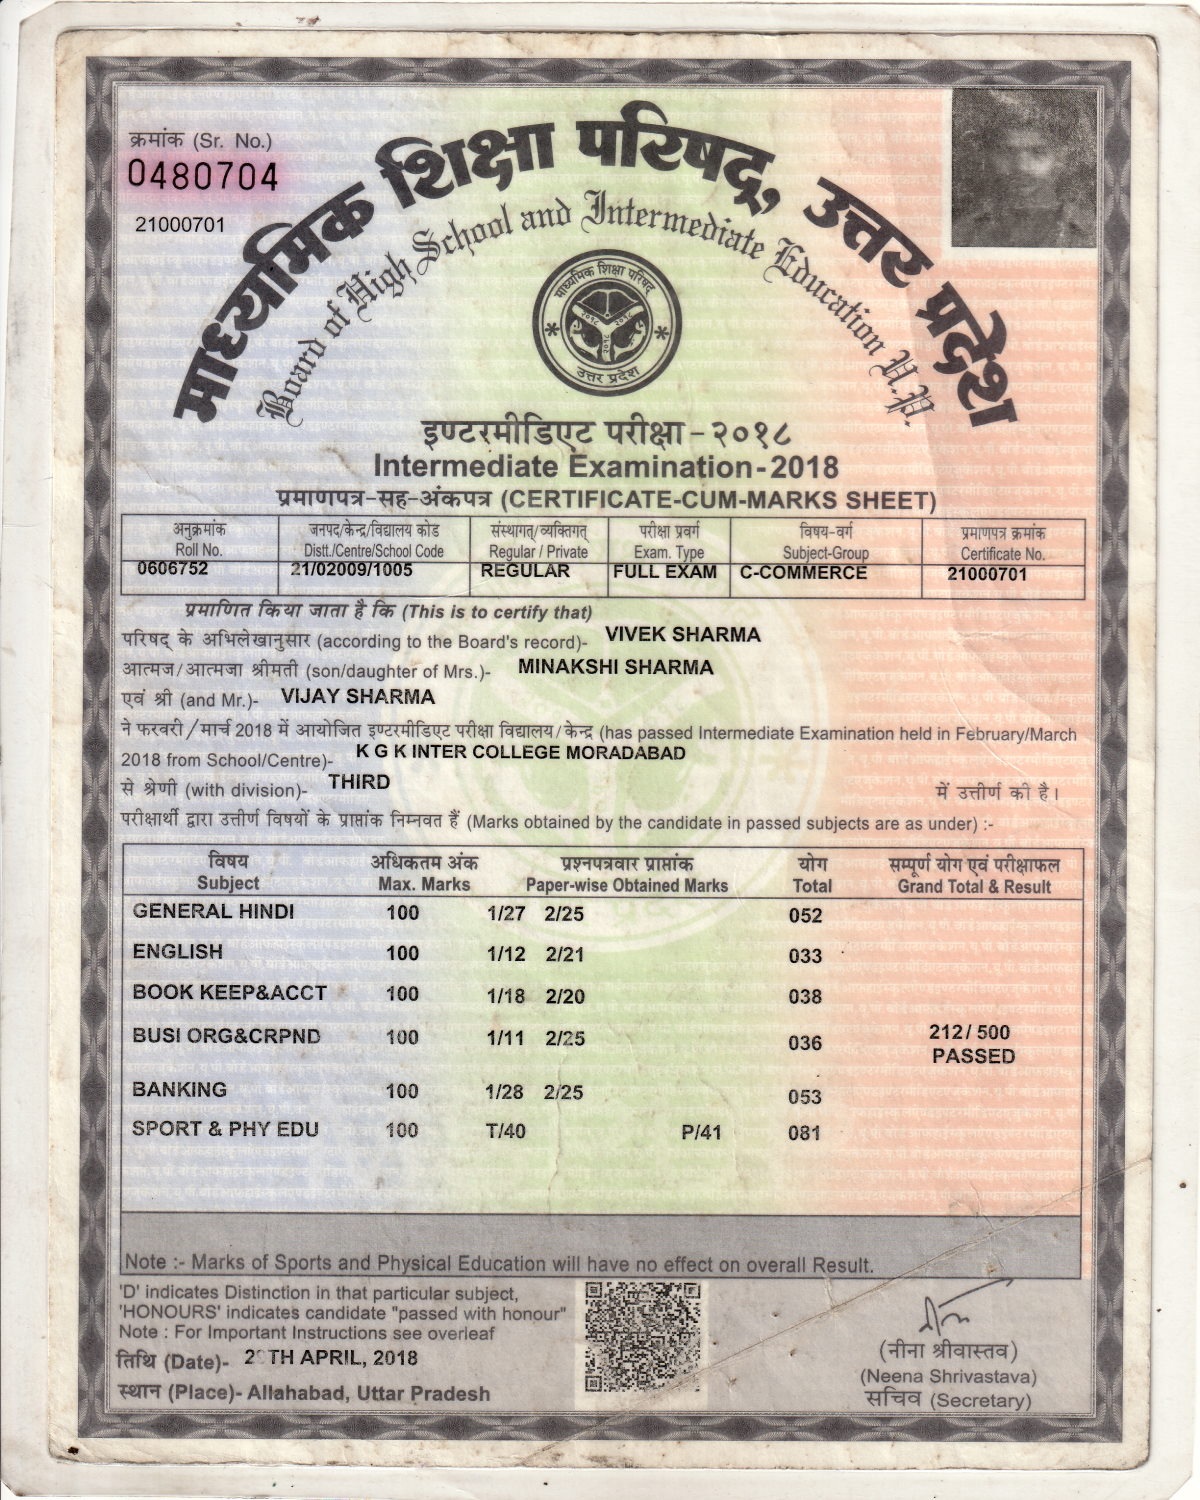 क्रमांक (Sr. No.)
0480704
21000701
माध्यमिक शिक्षा परिषद्, उत्तर प्रदेश
Board of High School and Intermediate Education U.P.
माध्यमिक शिक्षा परिषद्
२०१८ २०१८
२०१८
उत्तर प्रदेश
इण्टरमीडिएट परीक्षा - २०१८
Intermediate Examination - 2018
प्रमाणपत्र-सह-अंकपत्र (CERTIFICATE-CUM-MARKS SHEET)
अनुक्रमांक जनपद/केन्द्र/विद्यालय कोड संस्थागत्/व्यक्तिगत् परीक्षा प्रवर्ग विषय-वर्ग प्रमाणपत्र क्रमांक
Roll No. Distt./Centre/School Code Regular / Private Exam. Type Subject-Group Certificate No.
0606752 21/02009/1005 REGULAR FULL EXAM C-COMMERCE 21000701
प्रमाणित किया जाता है कि (This is to certify that)
परिषद् के अभिलेखानुसार (according to the Board's record)- VIVEK SHARMA
आत्मज/आत्मजा श्रीमती (son/daughter of Mrs.)- MINAKSHI SHARMA
एवं श्री (and Mr.)- VIJAY SHARMA
ने फरवरी/मार्च 2018 में आयोजित इण्टरमीडिएट परीक्षा विद्यालय/केन्द्र (has passed Intermediate Examination held in February/March
2018 from School/Centre)- K G K INTER COLLEGE MORADABAD
से श्रेणी (with division)- THIRD में उत्तीर्ण की है।
परीक्षार्थी द्वारा उत्तीर्ण विषयों के प्राप्तांक निम्नवत हैं (Marks obtained by the candidate in passed subjects are as under) :-
विषय अधिकतम अंक प्रश्नपत्रवार प्राप्तांक योग सम्पूर्ण योग एवं परीक्षाफल
Subject Max. Marks Paper-wise Obtained Marks Total Grand Total & Result
GENERAL HINDI 100 1/27 2/25 052
ENGLISH 100 1/12 2/21 033
BOOK KEEP&ACCT 100 1/18 2/20 038
BUSI ORG&CRPND 100 1/11 2/25 036 212/ 500
PASSED
BANKING 100 1/28 2/25 053
SPORT & PHY EDU 100 T/40 P/41 081
Note :- Marks of Sports and Physical Education will have no effect on overall Result.
'D' indicates Distinction in that particular subject,
'HONOURS' indicates candidate "passed with honour"
Note : For Important Instructions see overleaf
तिथि (Date)- TH APRIL, 2018
स्थान (Place)- Allahabad, Uttar Pradesh
(नीना श्रीवास्तव)
(Neena Shrivastava)
सचिव (Secretary)